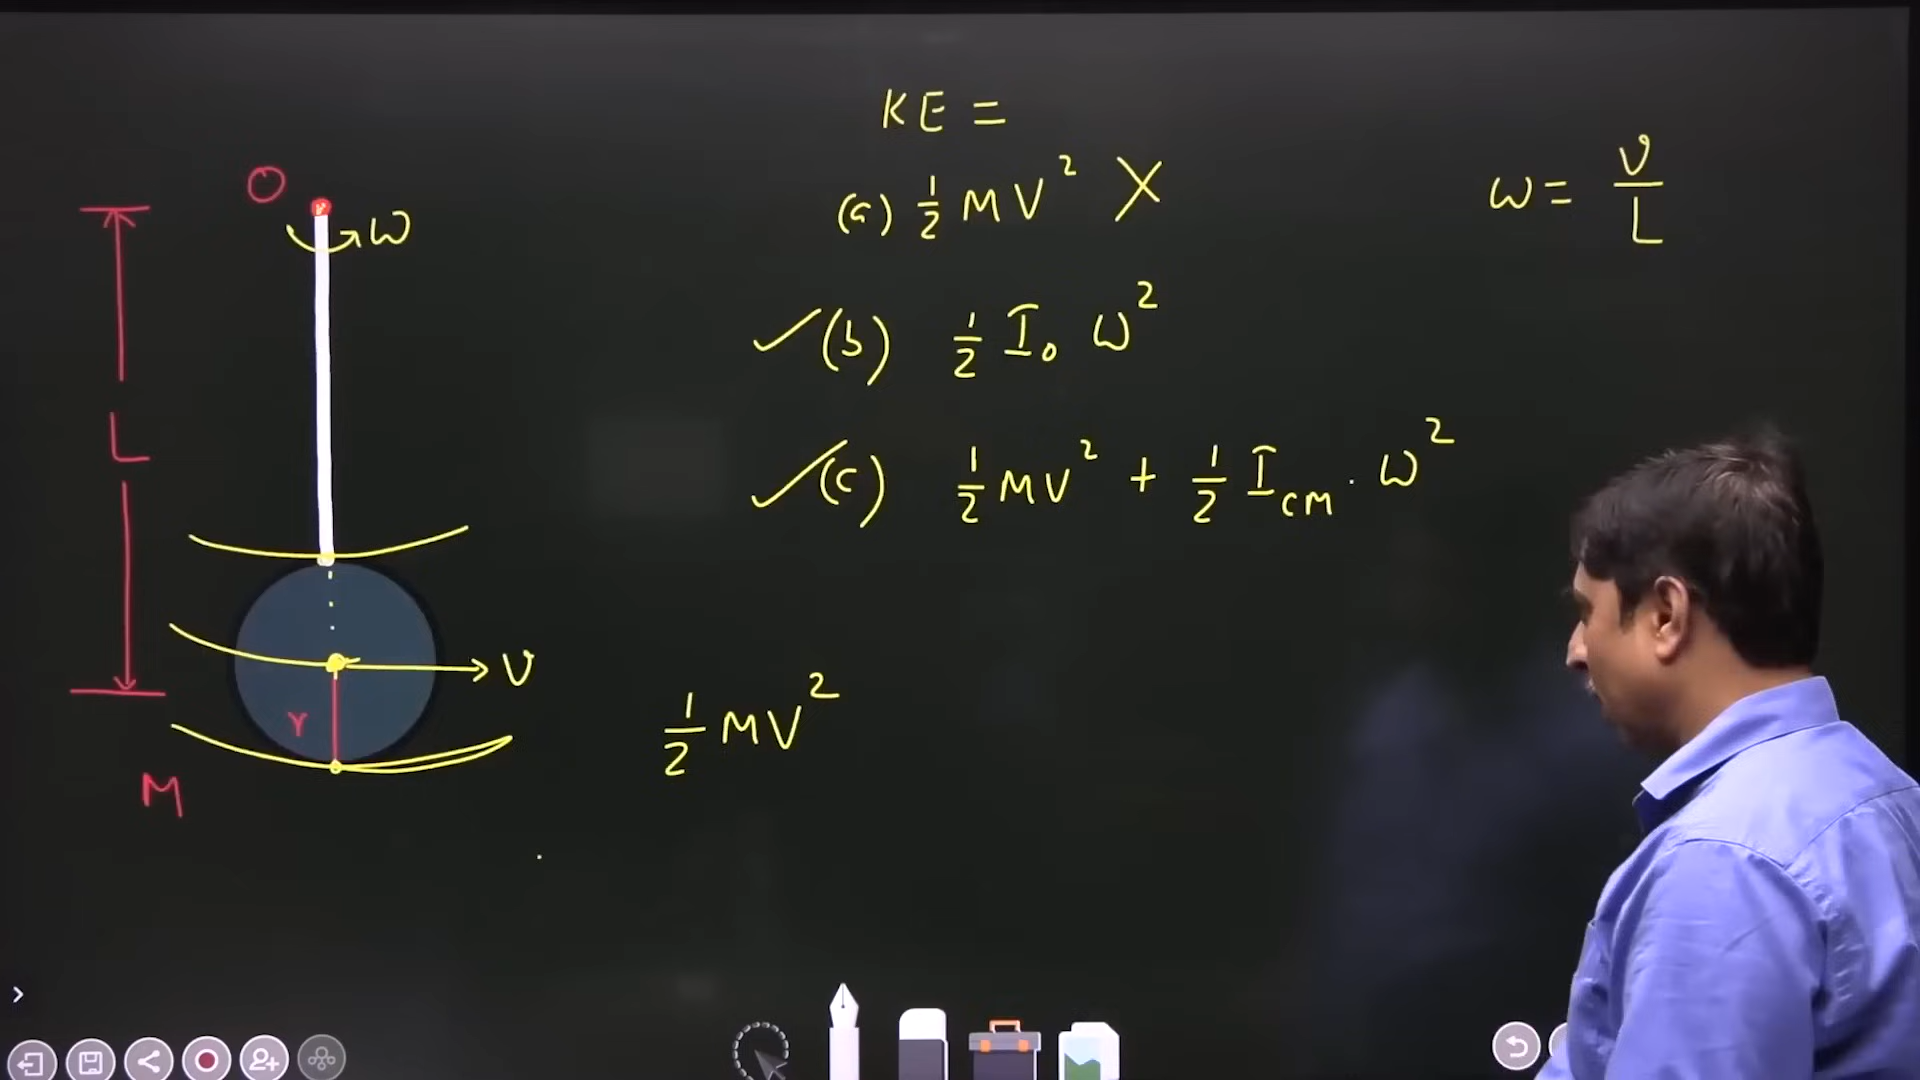 KE =
(a) 1/2 MV² X
ω = v/L
O
ω
✓(b) 1/2 I₀ ω²
L
✓(c) 1/2 MV² + 1/2 I_CM · ω²
v
r
1/2 MV²
M